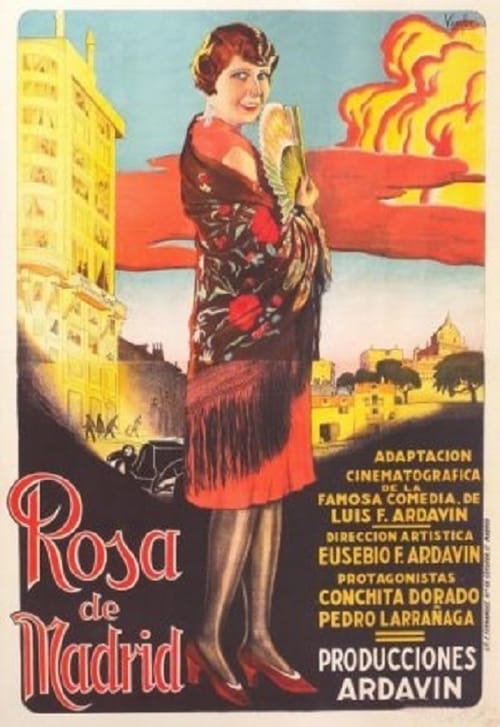 Rosa
de
Madrid
ADAPTACION
CINEMATOGRAFICA
DE LA
FAMOSA COMEDIA, DE
LUIS F. ARDAVIN
DIRECCION ARTISTICA
EUSEBIO F. ARDAVIN
PROTAGONISTAS
CONCHITA DORADO
PEDRO LARRAÑAGA
PRODUCCIONES
ARDAVIN